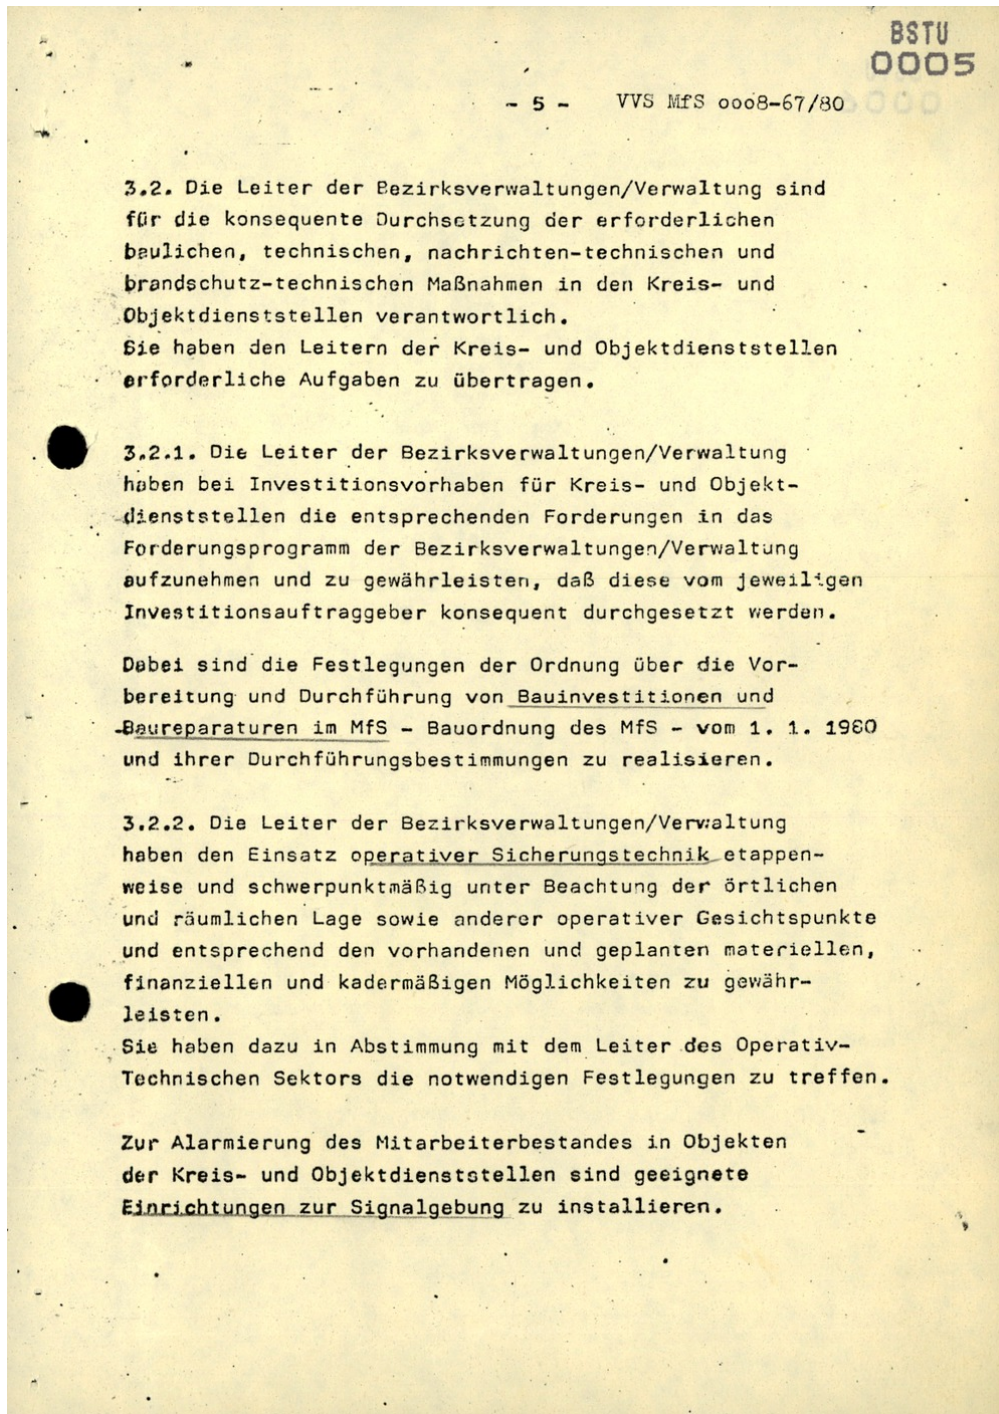 BSTU
0005
- 5 - VVS MfS ooo8-67/80
3.2. Die Leiter der Bezirksverwaltungen/Verwaltung sind
für die konsequente Durchsetzung der erforderlichen
baulichen, technischen, nachrichten-technischen und
brandschutz-technischen Maßnahmen in den Kreis- und
Objektdienststellen verantwortlich.
Sie haben den Leitern der Kreis- und Objektdienststellen
erforderliche Aufgaben zu übertragen.
3.2.1. Die Leiter der Bezirksverwaltungen/Verwaltung
haben bei Investitionsvorhaben für Kreis- und Objekt-
dienststellen die entsprechenden Forderungen in das
Forderungsprogramm der Bezirksverwaltungen/Verwaltung
aufzunehmen und zu gewährleisten, daß diese vom jeweiligen
Investitionsauftraggeber konsequent durchgesetzt werden.
Dabei sind die Festlegungen der Ordnung über die Vor-
bereitung und Durchführung von Bauinvestitionen und
Baureparaturen im MfS - Bauordnung des MfS - vom 1. 1. 1980
und ihrer Durchführungsbestimmungen zu realisieren.
3.2.2. Die Leiter der Bezirksverwaltungen/Verwaltung
haben den Einsatz operativer Sicherungstechnik etappen-
weise und schwerpunktmäßig unter Beachtung der örtlichen
und räumlichen Lage sowie anderer operativer Gesichtspunkte
und entsprechend den vorhandenen und geplanten materiellen,
finanziellen und kadermäßigen Möglichkeiten zu gewähr-
leisten.
Sie haben dazu in Abstimmung mit dem Leiter des Operativ-
Technischen Sektors die notwendigen Festlegungen zu treffen.
Zur Alarmierung des Mitarbeiterbestandes in Objekten
der Kreis- und Objektdienststellen sind geeignete
Einrichtungen zur Signalgebung zu installieren.